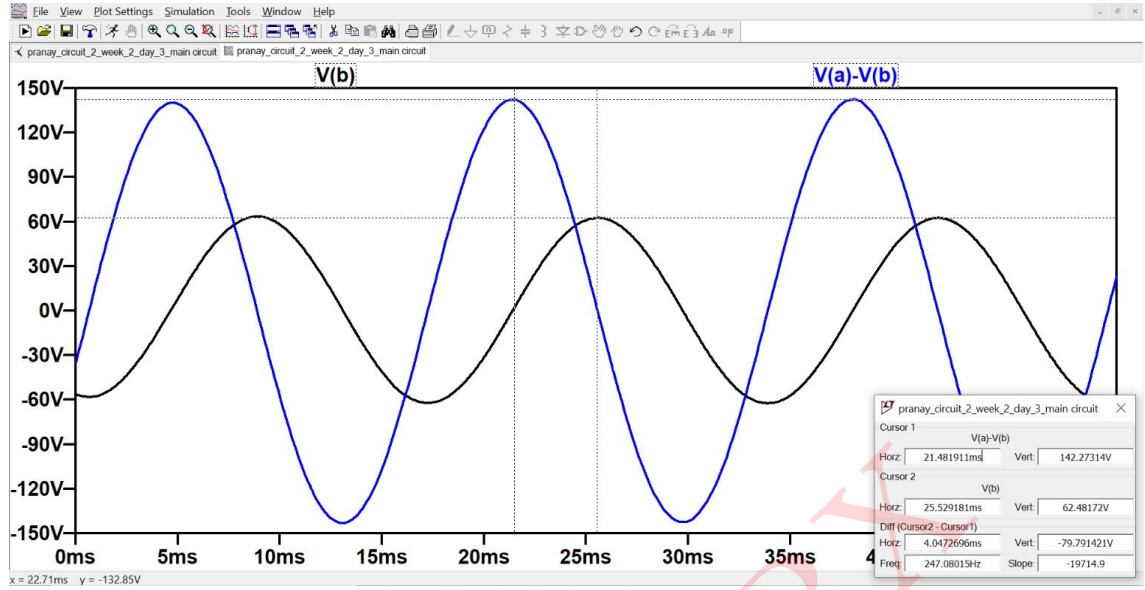 File View Plot Settings Simulation Tools Window Help
pranay_circuit_2_week_2_day_3_main circuit pranay_circuit_2_week_2_day_3_main circuit
V(b) V(a)-V(b)
150V
120V
90V
60V
30V
0V
-30V
-60V
-90V
-120V
-150V
0ms 5ms 10ms 15ms 20ms 25ms 30ms 35ms 4
pranay_circuit_2_week_2_day_3_main circuit
Cursor 1
V(a)-V(b)
Horz: 21.481911ms Vert: 142.27314V
Cursor 2
V(b)
Horz: 25.529181ms Vert: 62.48172V
Diff (Cursor2 - Cursor1)
Horz: 4.0472696ms Vert: -79.791421V
Freq: 247.08015Hz Slope: -19714.9
x = 22.71ms y = -132.85V